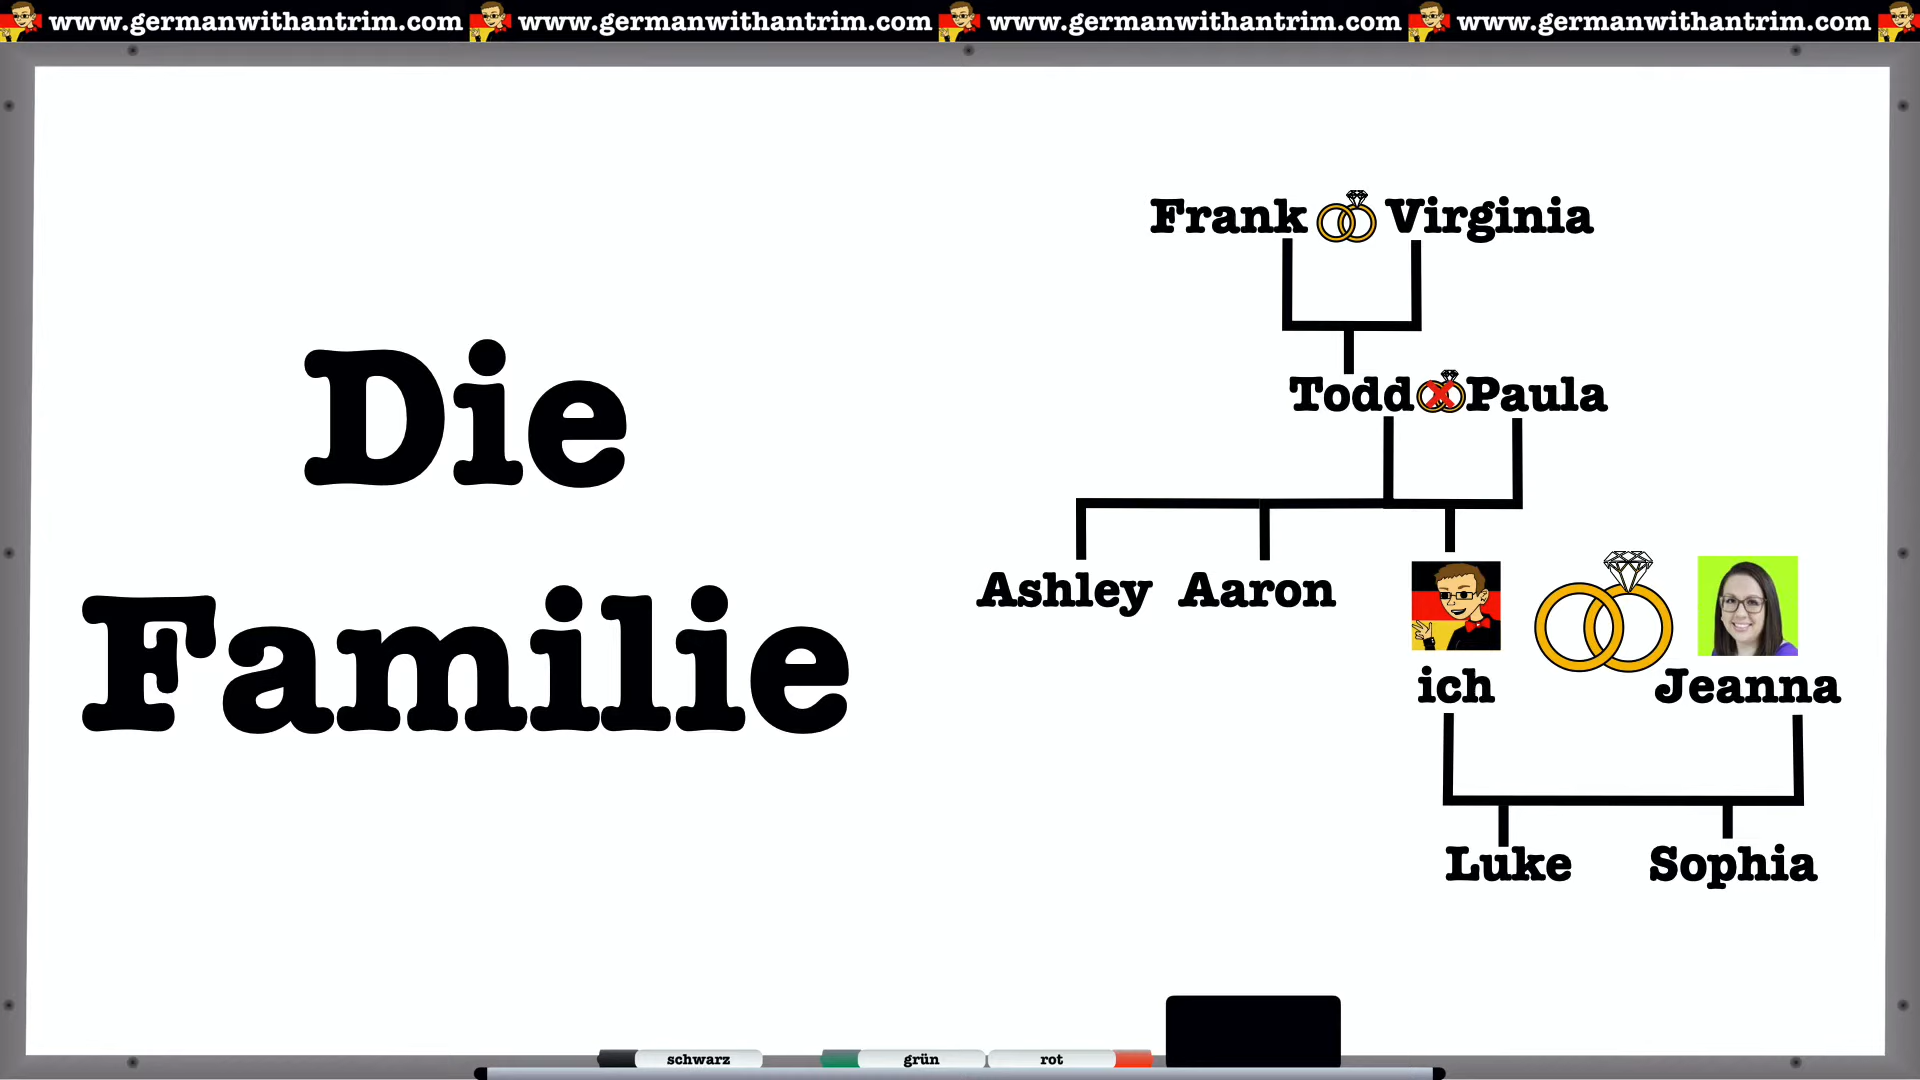 www.germanwithantrim.com www.germanwithantrim.com www.germanwithantrim.com www.germanwithantrim.com
Die
Familie
Frank Virginia
Todd Paula
Ashley Aaron
ich Jeanna
Luke Sophia
schwarz grün rot